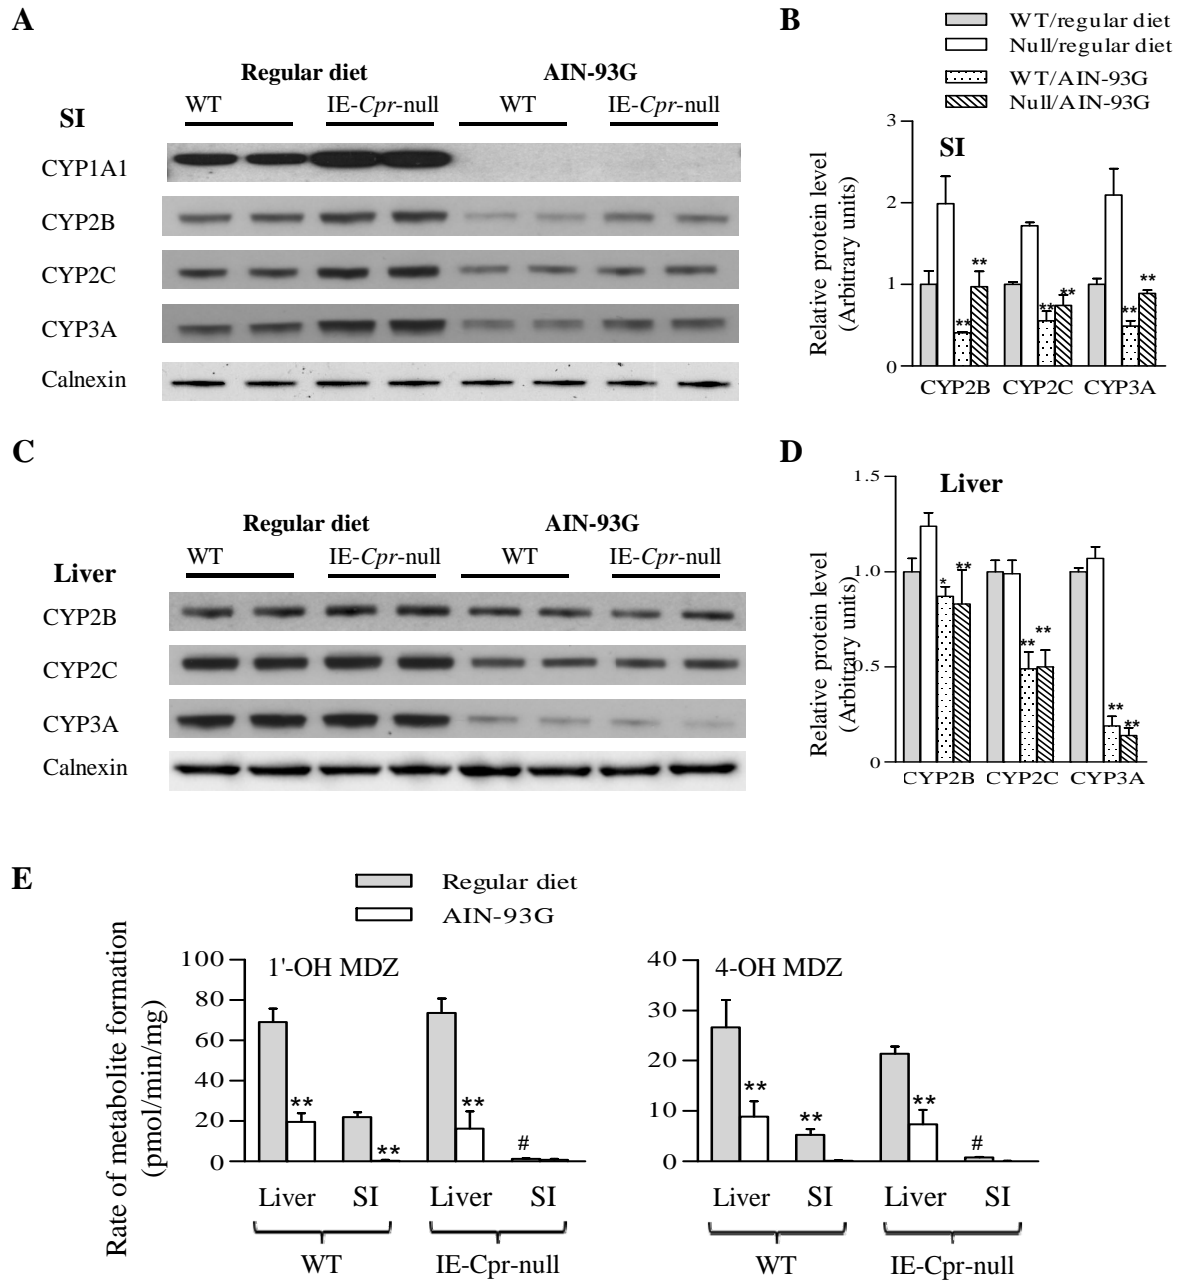 A
Regular diet AIN-93G
WT IE-Cpr-null WT IE-Cpr-null
SI
CYP1A1
CYP2B
CYP2C
CYP3A
Calnexin
B
WT/regular diet
Null/regular diet
WT/AIN-93G
Null/AIN-93G
SI
Relative protein level
(Arbitrary units)
3
2
1
0
** ** ** ** ** **
CYP2B CYP2C CYP3A
C
Regular diet AIN-93G
WT IE-Cpr-null WT IE-Cpr-null
Liver
CYP2B
CYP2C
CYP3A
Calnexin
D
Liver
Relative protein level
(Arbitrary units)
1.5
1.0
0.5
0
* ** ** ** ** **
CYP2B CYP2C CYP3A
E
Regular diet
AIN-93G
Rate of metabolite formation
(pmol/min/mg)
1'-OH MDZ
100
80
60
40
20
0
** ** ** #
Liver SI Liver SI
WT IE-Cpr-null
4-OH MDZ
40
30
20
10
0
** ** ** #
Liver SI Liver SI
WT IE-Cpr-null